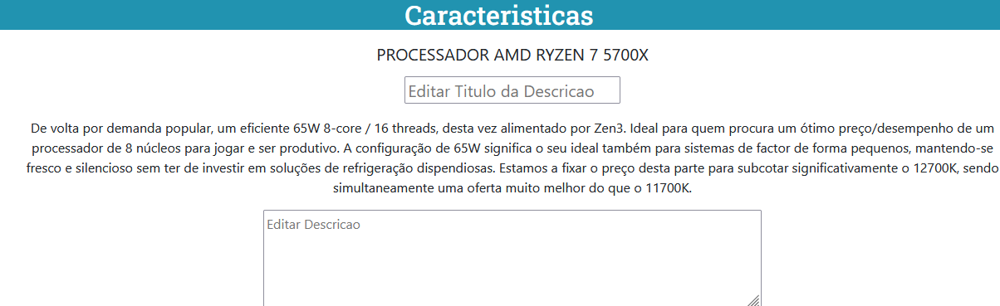 Caracteristicas
PROCESSADOR AMD RYZEN 7 5700X
Editar Titulo da Descricao
De volta por demanda popular, um eficiente 65W 8-core / 16 threads, desta vez alimentado por Zen3. Ideal para quem procura um ótimo preço/desempenho de um
processador de 8 núcleos para jogar e ser produtivo. A configuração de 65W significa o seu ideal também para sistemas de factor de forma pequenos, mantendo-se
fresco e silencioso sem ter de investir em soluções de refrigeração dispendiosas. Estamos a fixar o preço desta parte para subcotar significativamente o 12700K, sendo
simultaneamente uma oferta muito melhor do que o 11700K.
Editar Descricao